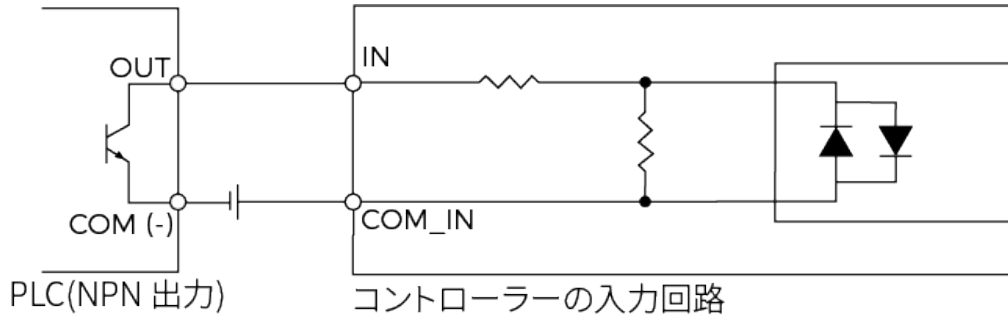 OUT
IN
COM (-)
COM_IN
PLC(NPN 出力)
コントローラーの入力回路